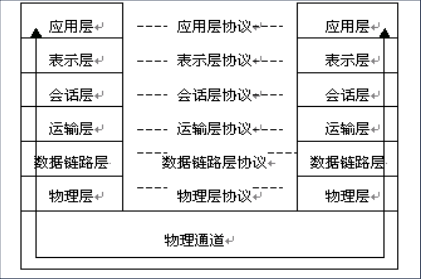 应用层 应用层协议 应用层
表示层 表示层协议 表示层
会话层 会话层协议 会话层
运输层 运输层协议 运输层
数据链路层 数据链路层协议 数据链路层
物理层 物理层协议 物理层
物理通道